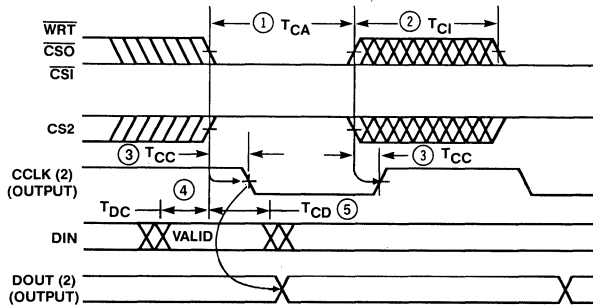 ① TCA ② TCI
WRT
CSO
CSI
CS2
③ TCC ③ TCC
CCLK (2)
(OUTPUT)
④
TDC TCD ⑤
DIN VALID
DOUT (2)
(OUTPUT)